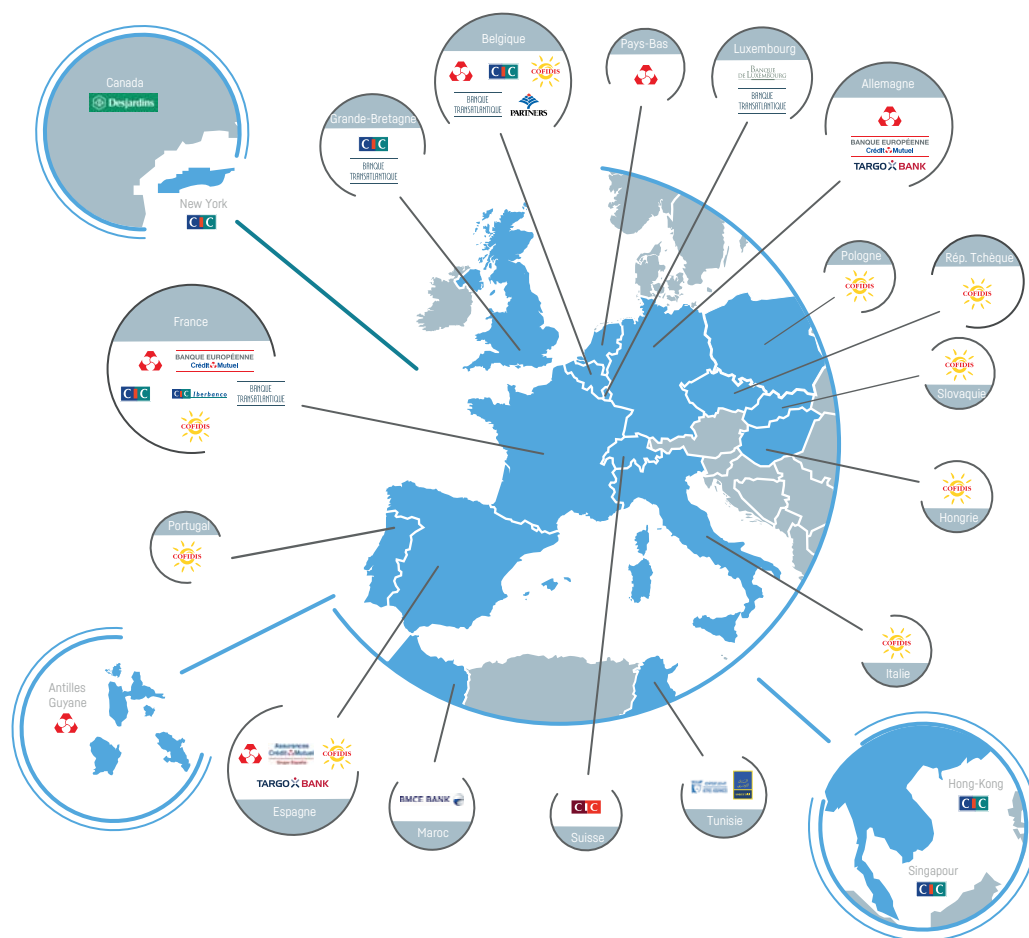 Canada
Desjardins
New York
CIC
Grande-Bretagne
CIC
BANQUE
TRANSATLANTIQUE
Belgique
CIC
COFIDIS
BANQUE
TRANSATLANTIQUE
PARTNERS
Pays-Bas
Luxembourg
BANQUE
DE LUXEMBOURG
BANQUE
TRANSATLANTIQUE
Allemagne
BANQUE EUROPÉENNE
Crédit Mutuel
TARGO BANK
Pologne
COFIDIS
Rép. Tchèque
COFIDIS
COFIDIS
Slovaquie
COFIDIS
Hongrie
COFIDIS
Italie
France
BANQUE EUROPÉENNE
Crédit Mutuel
CIC
CIC Iberbanco
BANQUE
TRANSATLANTIQUE
COFIDIS
Portugal
COFIDIS
Antilles
Guyane
Assurances
Crédit Mutuel
COFIDIS
TARGO BANK
Espagne
BMCE BANK
Maroc
CIC
Suisse
Tunisie
Hong-Kong
CIC
Singapour
CIC